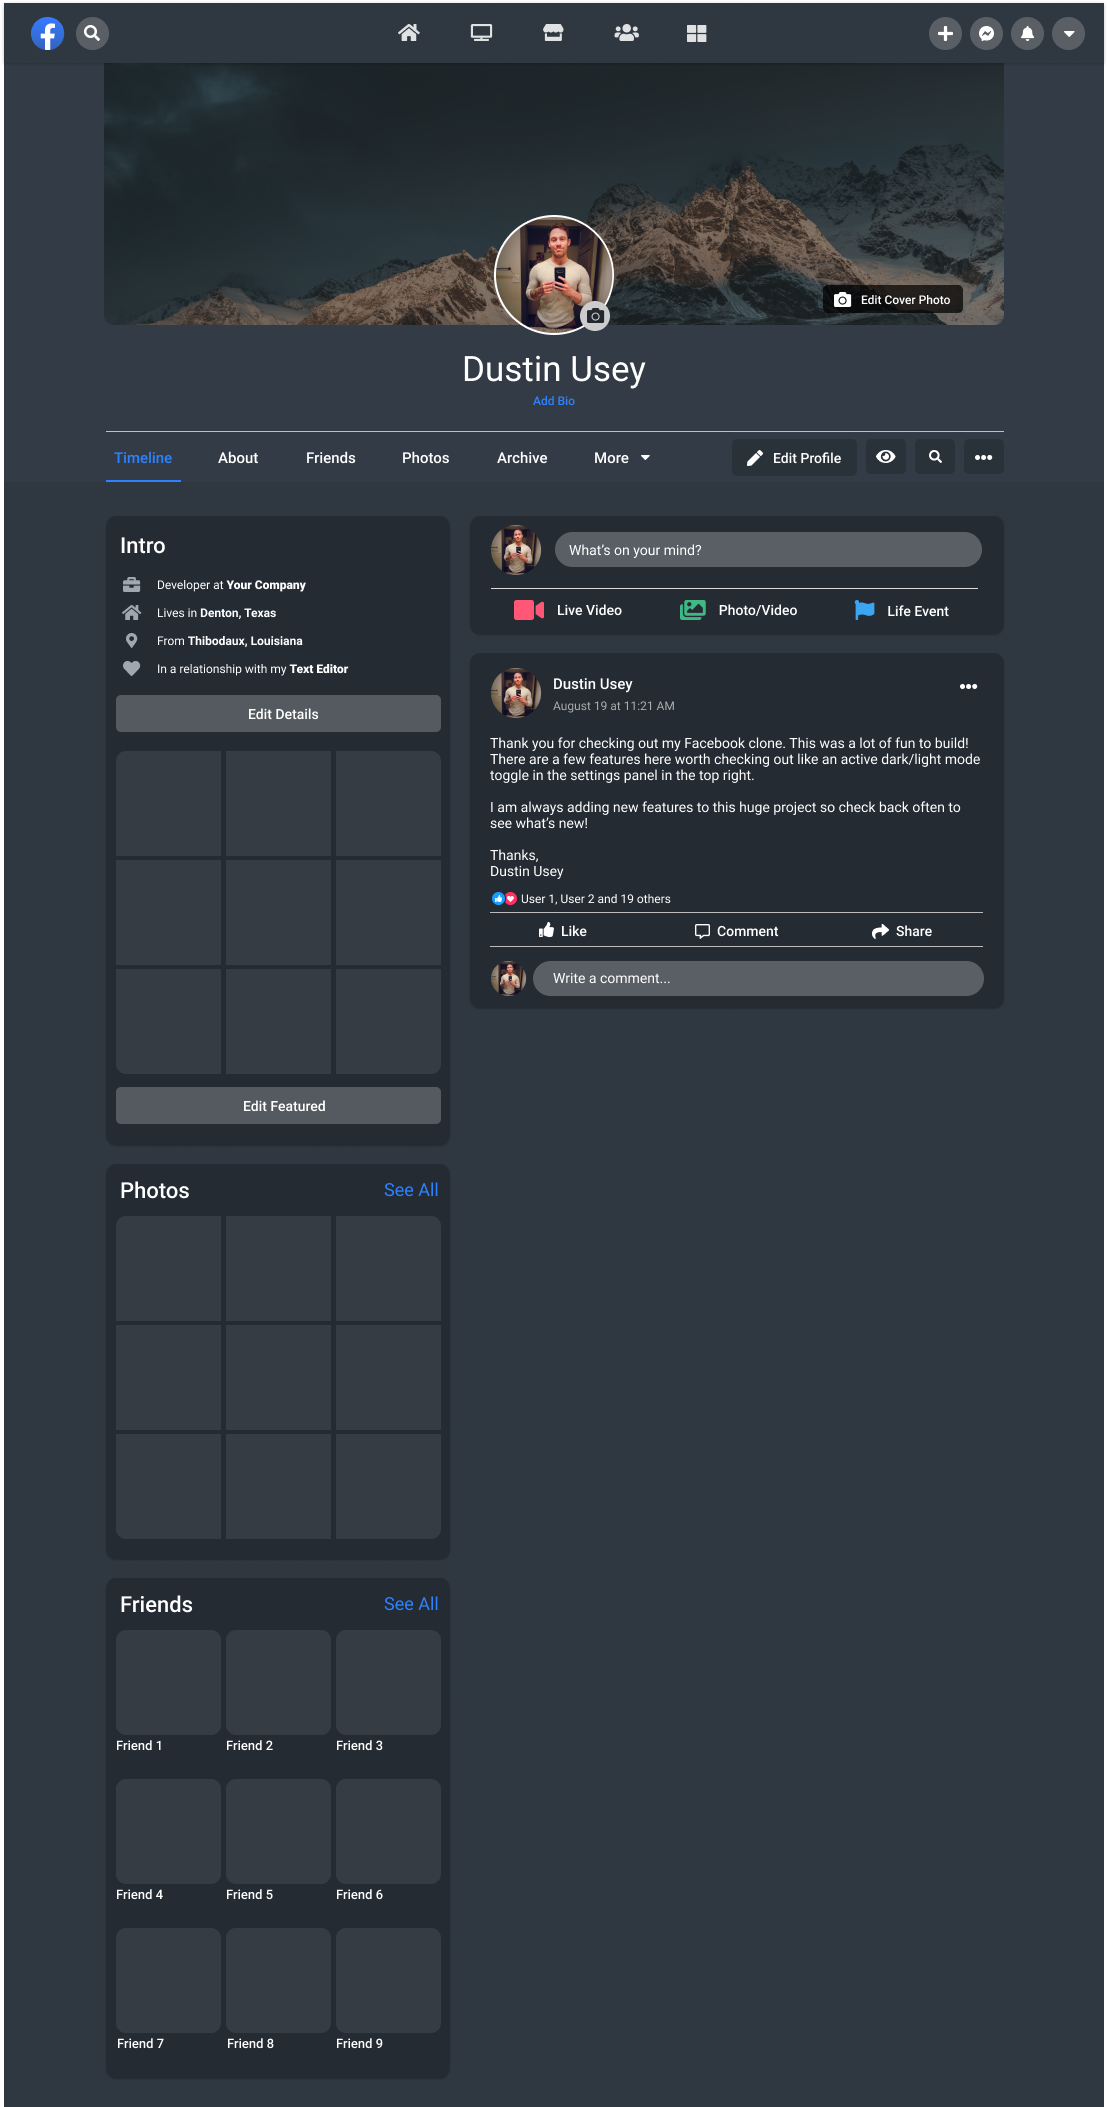 Edit Cover Photo
Dustin Usey
Add Bio
Timeline
About
Friends
Photos
Archive
More
Edit Profile
Intro
Developer at Your Company
Lives in Denton, Texas
From Thibodaux, Louisiana
In a relationship with my Text Editor
Edit Details
Edit Featured
Photos
See All
Friends
See All
Friend 1
Friend 2
Friend 3
Friend 4
Friend 5
Friend 6
Friend 7
Friend 8
Friend 9
What's on your mind?
Live Video
Photo/Video
Life Event
Dustin Usey
August 19 at 11:21 AM
Thank you for checking out my Facebook clone. This was a lot of fun to build!
There are a few features here worth checking out like an active dark/light mode
toggle in the settings panel in the top right.
I am always adding new features to this huge project so check back often to
see what's new!
Thanks,
Dustin Usey
User 1, User 2 and 19 others
Like
Comment
Share
Write a comment...